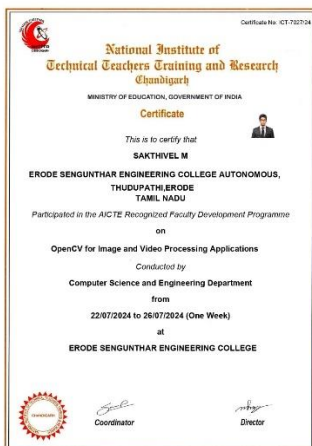 Certificate No. ICT-7927/24
National Institute of
Technical Teachers Training and Research
Chandigarh
MINISTRY OF EDUCATION, GOVERNMENT OF INDIA
Certificate
This is to certify that
SAKTHIVEL M
ERODE SENGUNTHAR ENGINEERING COLLEGE AUTONOMOUS,
THUDUPATHI,ERODE
TAMIL NADU
Participated in the AICTE Recognized Faculty Development Programme
on
OpenCV for Image and Video Processing Applications
Conducted by
Computer Science and Engineering Department
from
22/07/2024 to 26/07/2024 (One Week)
at
ERODE SENGUNTHAR ENGINEERING COLLEGE
CHANDIGARH
Coordinator
Director